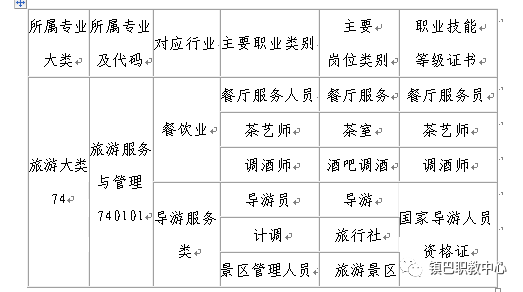 所属专业
大类
所属专业
及代码
对应行业
主要职业类别
主要
岗位类别
职业技能
等级证书
旅游大类
74
旅游服务
与管理
740101
餐饮业
餐厅服务人员
餐厅服务
餐厅服务员
茶艺师
茶室
茶艺师
调酒师
酒吧调酒
调酒师
导游服务
类
导游员
导游
国家导游人员
资格证
计调
旅行社
景区管理人员
旅游景区
镇巴职教中心